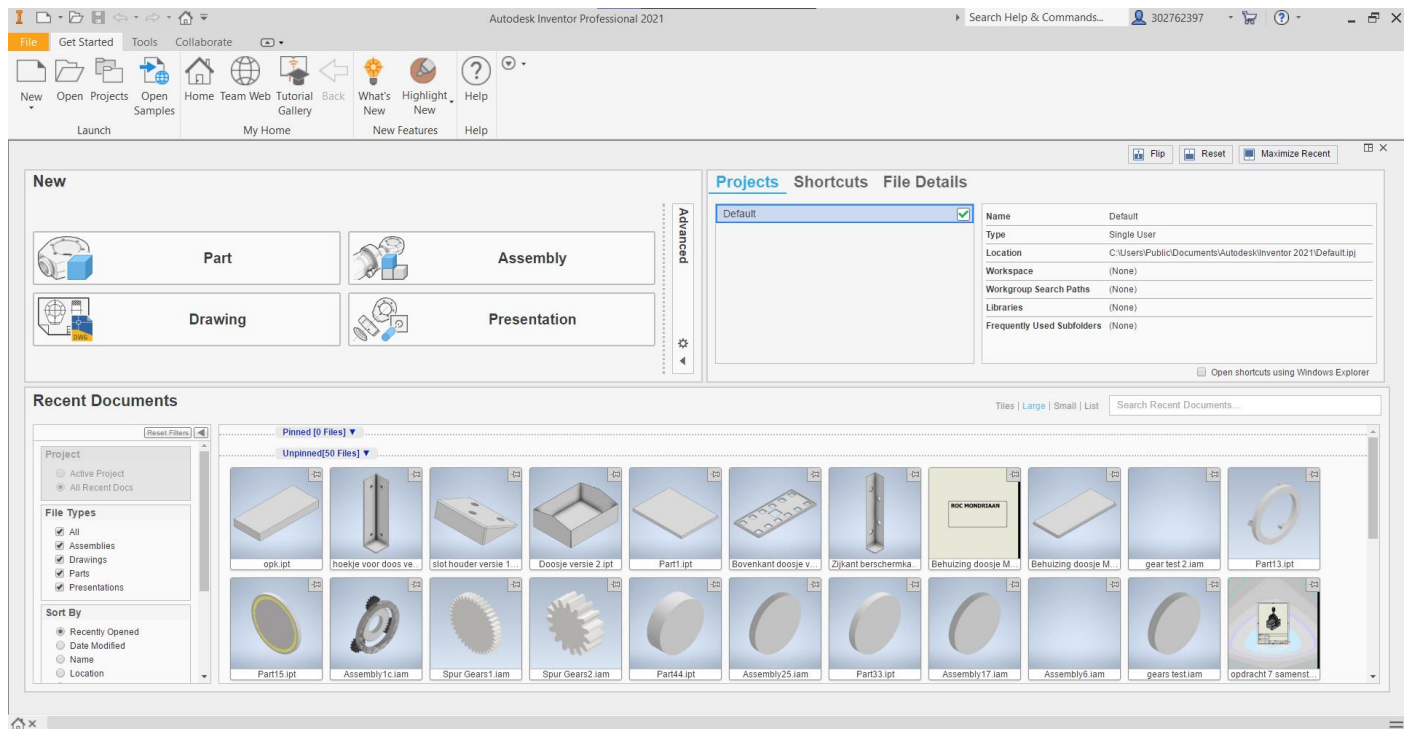 Autodesk Inventor Professional 2021
Search Help & Commands...
302762397
File
Get Started
Tools
Collaborate
New
Open
Projects
Open Samples
Home
Team Web
Tutorial Gallery
Back
What's New
Highlight New
Help
Launch
My Home
New Features
Help
Flip
Reset
Maximize Recent
New
Part
Assembly
Drawing
DWG
Presentation
Advanced
Projects
Shortcuts
File Details
Default
Name Default
Type Single User
Location C:\Users\Public\Documents\Autodesk\Inventor 2021\Default.ipj
Workspace (None)
Workgroup Search Paths (None)
Libraries (None)
Frequently Used Subfolders (None)
Open shortcuts using Windows Explorer
Recent Documents
Tiles | Large | Small | List
Search Recent Documents...
Reset Filters
Project
Active Project
All Recent Docs
File Types
All
Assemblies
Drawings
Parts
Presentations
Sort By
Recently Opened
Date Modified
Name
Location
Pinned [0 Files]
Unpinned[50 Files]
ROC MONDRIAAN
opk.ipt
hoekje voor doos ve...
slot houder versie 1...
Doosje versie 2.ipt
Part1.ipt
Bovenkant doosje v...
Zijkant berschermka...
Behuizing doosje M...
Behuizing doosje M...
gear test 2.iam
Part13.ipt
Part15.ipt
Assembly1c.iam
Spur Gears1.iam
Spur Gears2.iam
Part44.ipt
Assembly25.iam
Part33.ipt
Assembly17.iam
Assembly6.iam
gears test.iam
opdracht 7 samenst...